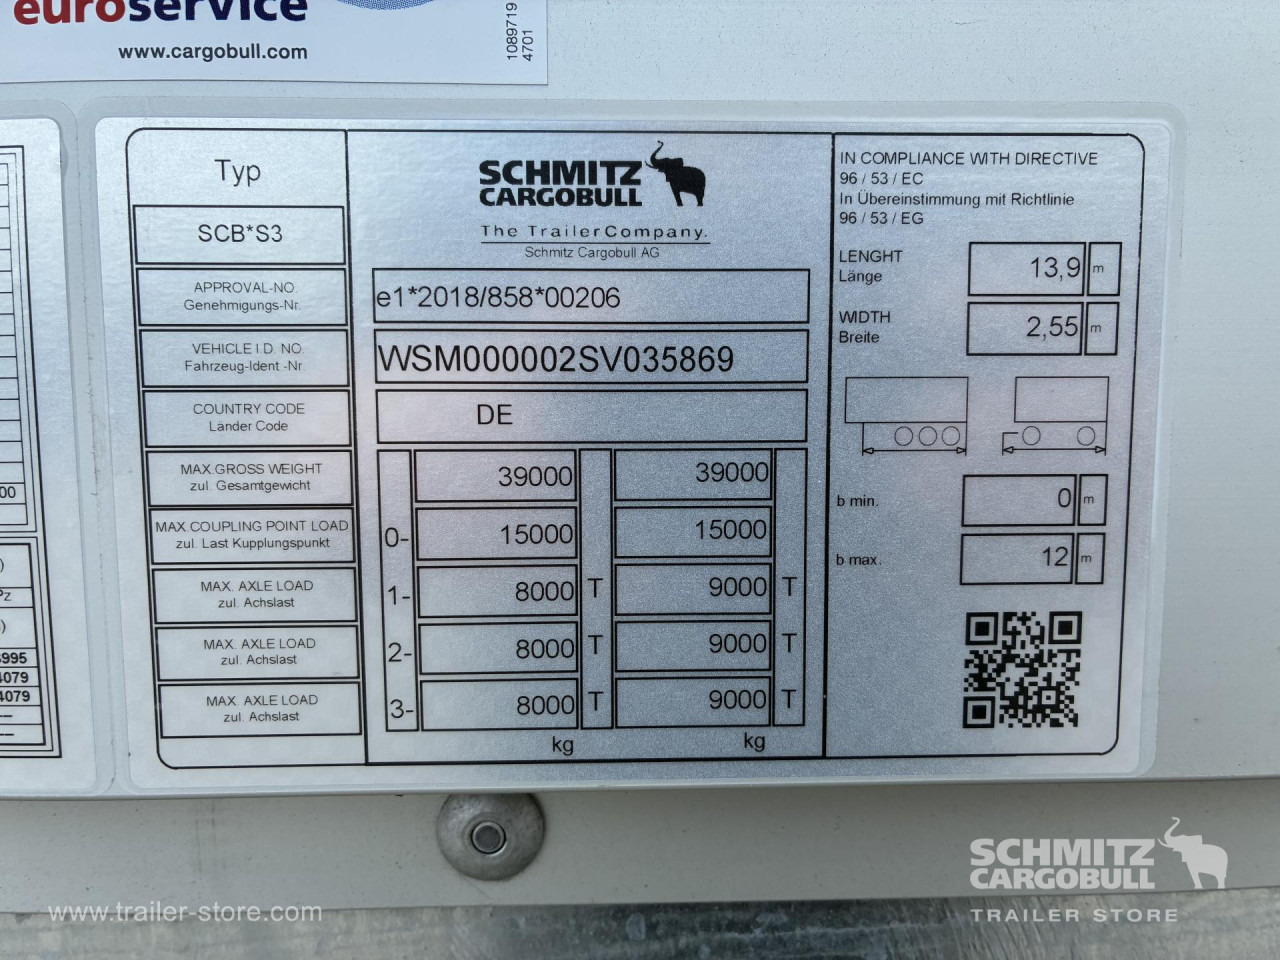 euroservice
www.cargobull.com
1089719
4701
Typ
SCHMITZ
CARGOBULL
The TrailerCompany.
Schmitz Cargobull AG
SCB*S3
APPROVAL-NO.
Genehmigungs-Nr.
e1*2018/858*00206
VEHICLE I.D. NO.
Fahrzeug-Ident -Nr.
WSM000002SV035869
COUNTRY CODE
Länder Code
DE
MAX.GROSS WEIGHT
zul. Gesamtgewicht
39000 39000
MAX.COUPLING POINT LOAD
zul. Last Kupplungspunkt
0- 15000 15000
MAX. AXLE LOAD
zul. Achslast
1- 8000 T 9000 T
MAX. AXLE LOAD
zul. Achslast
2- 8000 T 9000 T
MAX. AXLE LOAD
zul. Achslast
3- 8000 T 9000 T
kg kg
IN COMPLIANCE WITH DIRECTIVE
96 / 53 / EC
In Übereinstimmung mit Richtlinie
96 / 53 / EG
LENGHT
Länge
13,9 m
WIDTH
Breite
2,55 m
b min. 0 m
b max. 12 m
00
)
Pz
)
995
4079
4079
www.trailer-store.com
SCHMITZ
CARGOBULL
TRAILER STORE